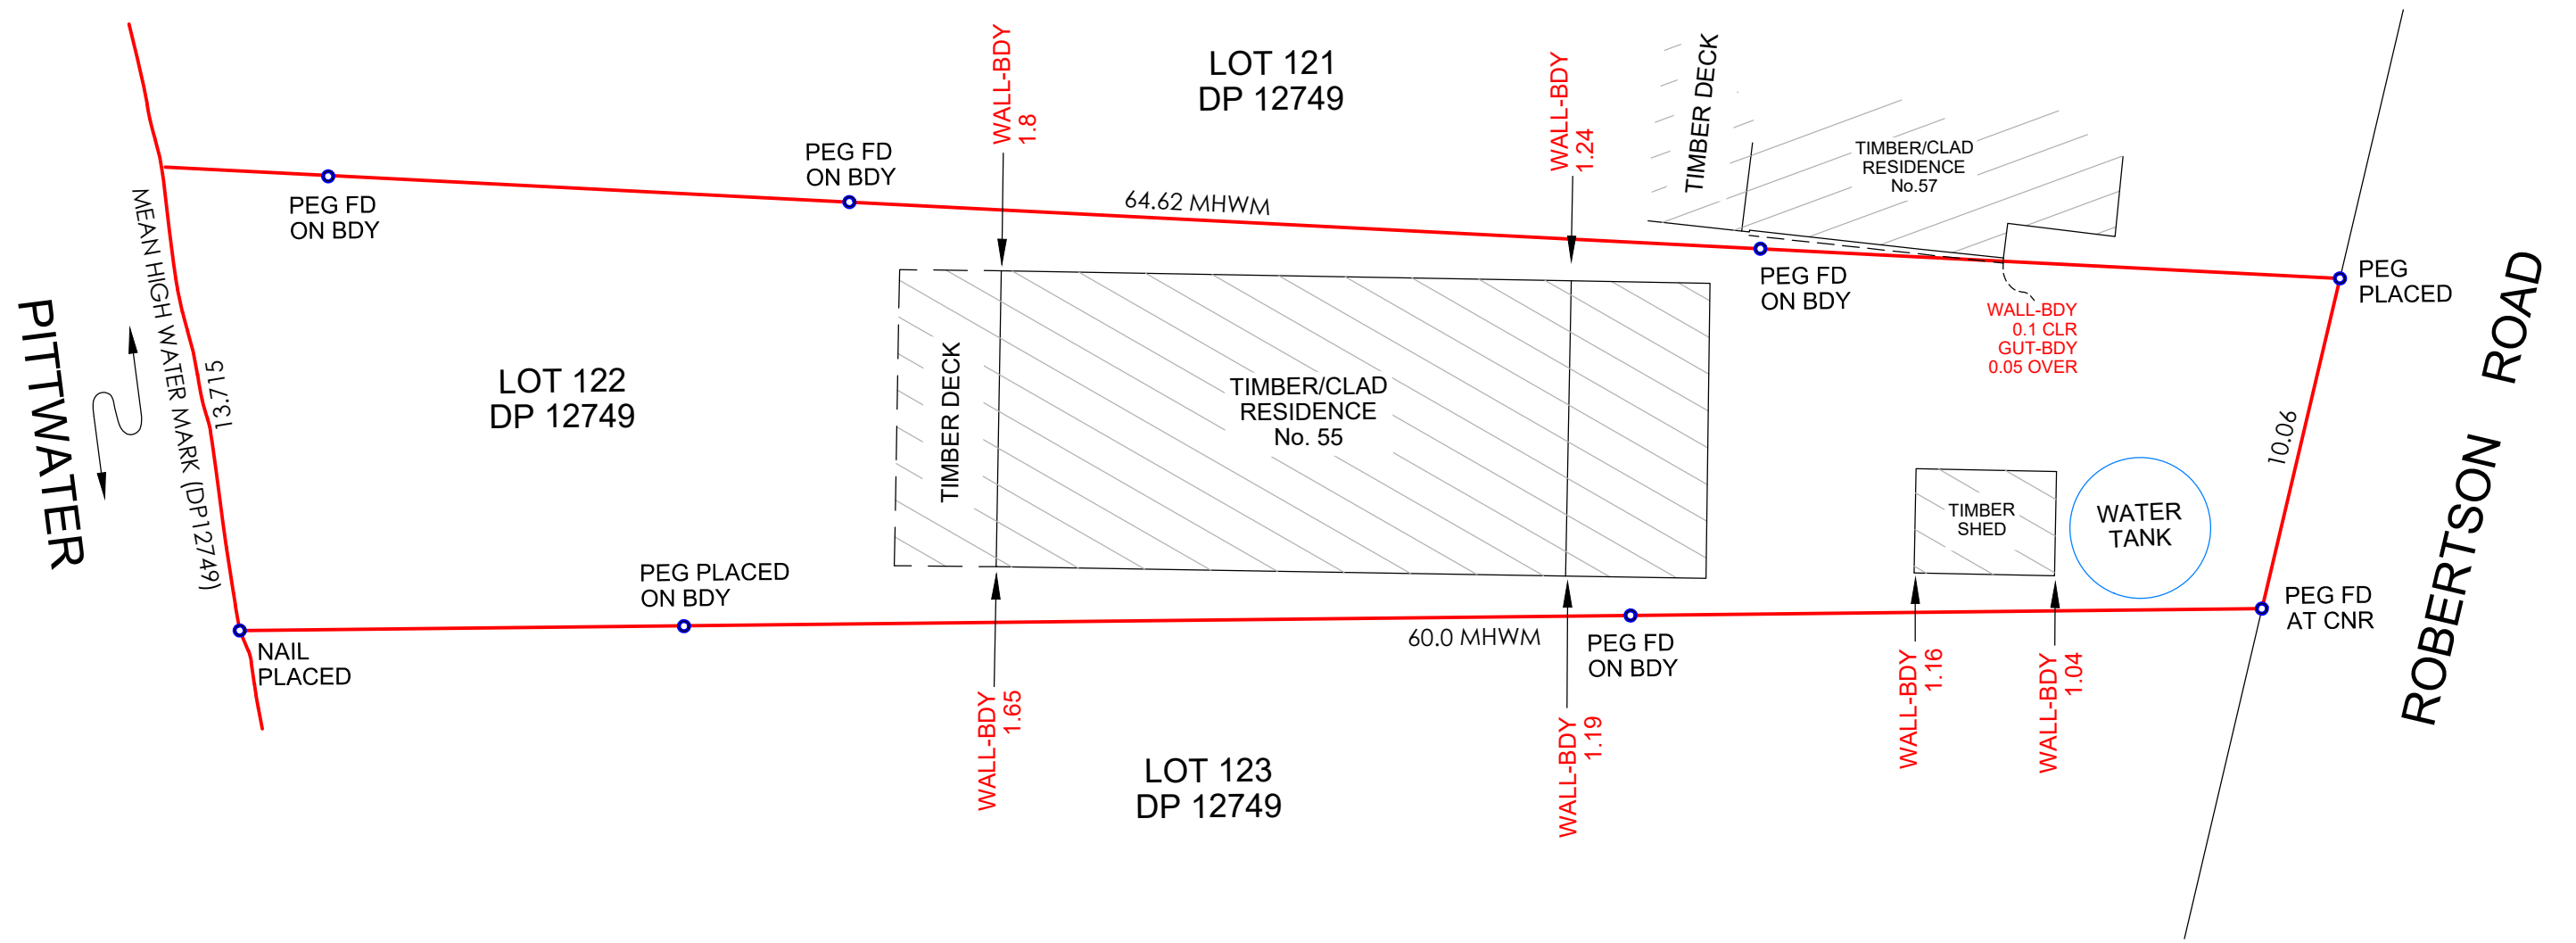 LOT 121
DP 12749
WALL-BDY
1.8
WALL-BDY
1.24
TIMBER DECK
TIMBER/CLAD
RESIDENCE
No.57
PEG FD
ON BDY
PEG FD
ON BDY
64.62 MHWM
PEG FD
ON BDY
PEG
PLACED
WALL-BDY
0.1 CLR
GUT-BDY
0.05 OVER
MEAN HIGH WATER MARK (DP12749)
13.715
PITTWATER
LOT 122
DP 12749
TIMBER DECK
TIMBER/CLAD
RESIDENCE
No. 55
TIMBER
SHED
WATER
TANK
10.06
ROBERTSON ROAD
PEG PLACED
ON BDY
NAIL
PLACED
60.0 MHWM
PEG FD
ON BDY
PEG FD
AT CNR
WALL-BDY
1.65
WALL-BDY
1.19
WALL-BDY
1.16
WALL-BDY
1.04
LOT 123
DP 12749